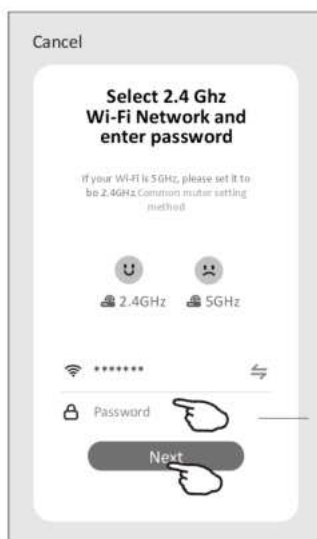 Cancel
Select 2.4 Ghz
Wi-Fi Network and
enter password
If your Wi-Fi is 5GHz, please set it to
be 2.4GHz Common router setting
method
2.4GHz 5GHz
*******
Password
Next